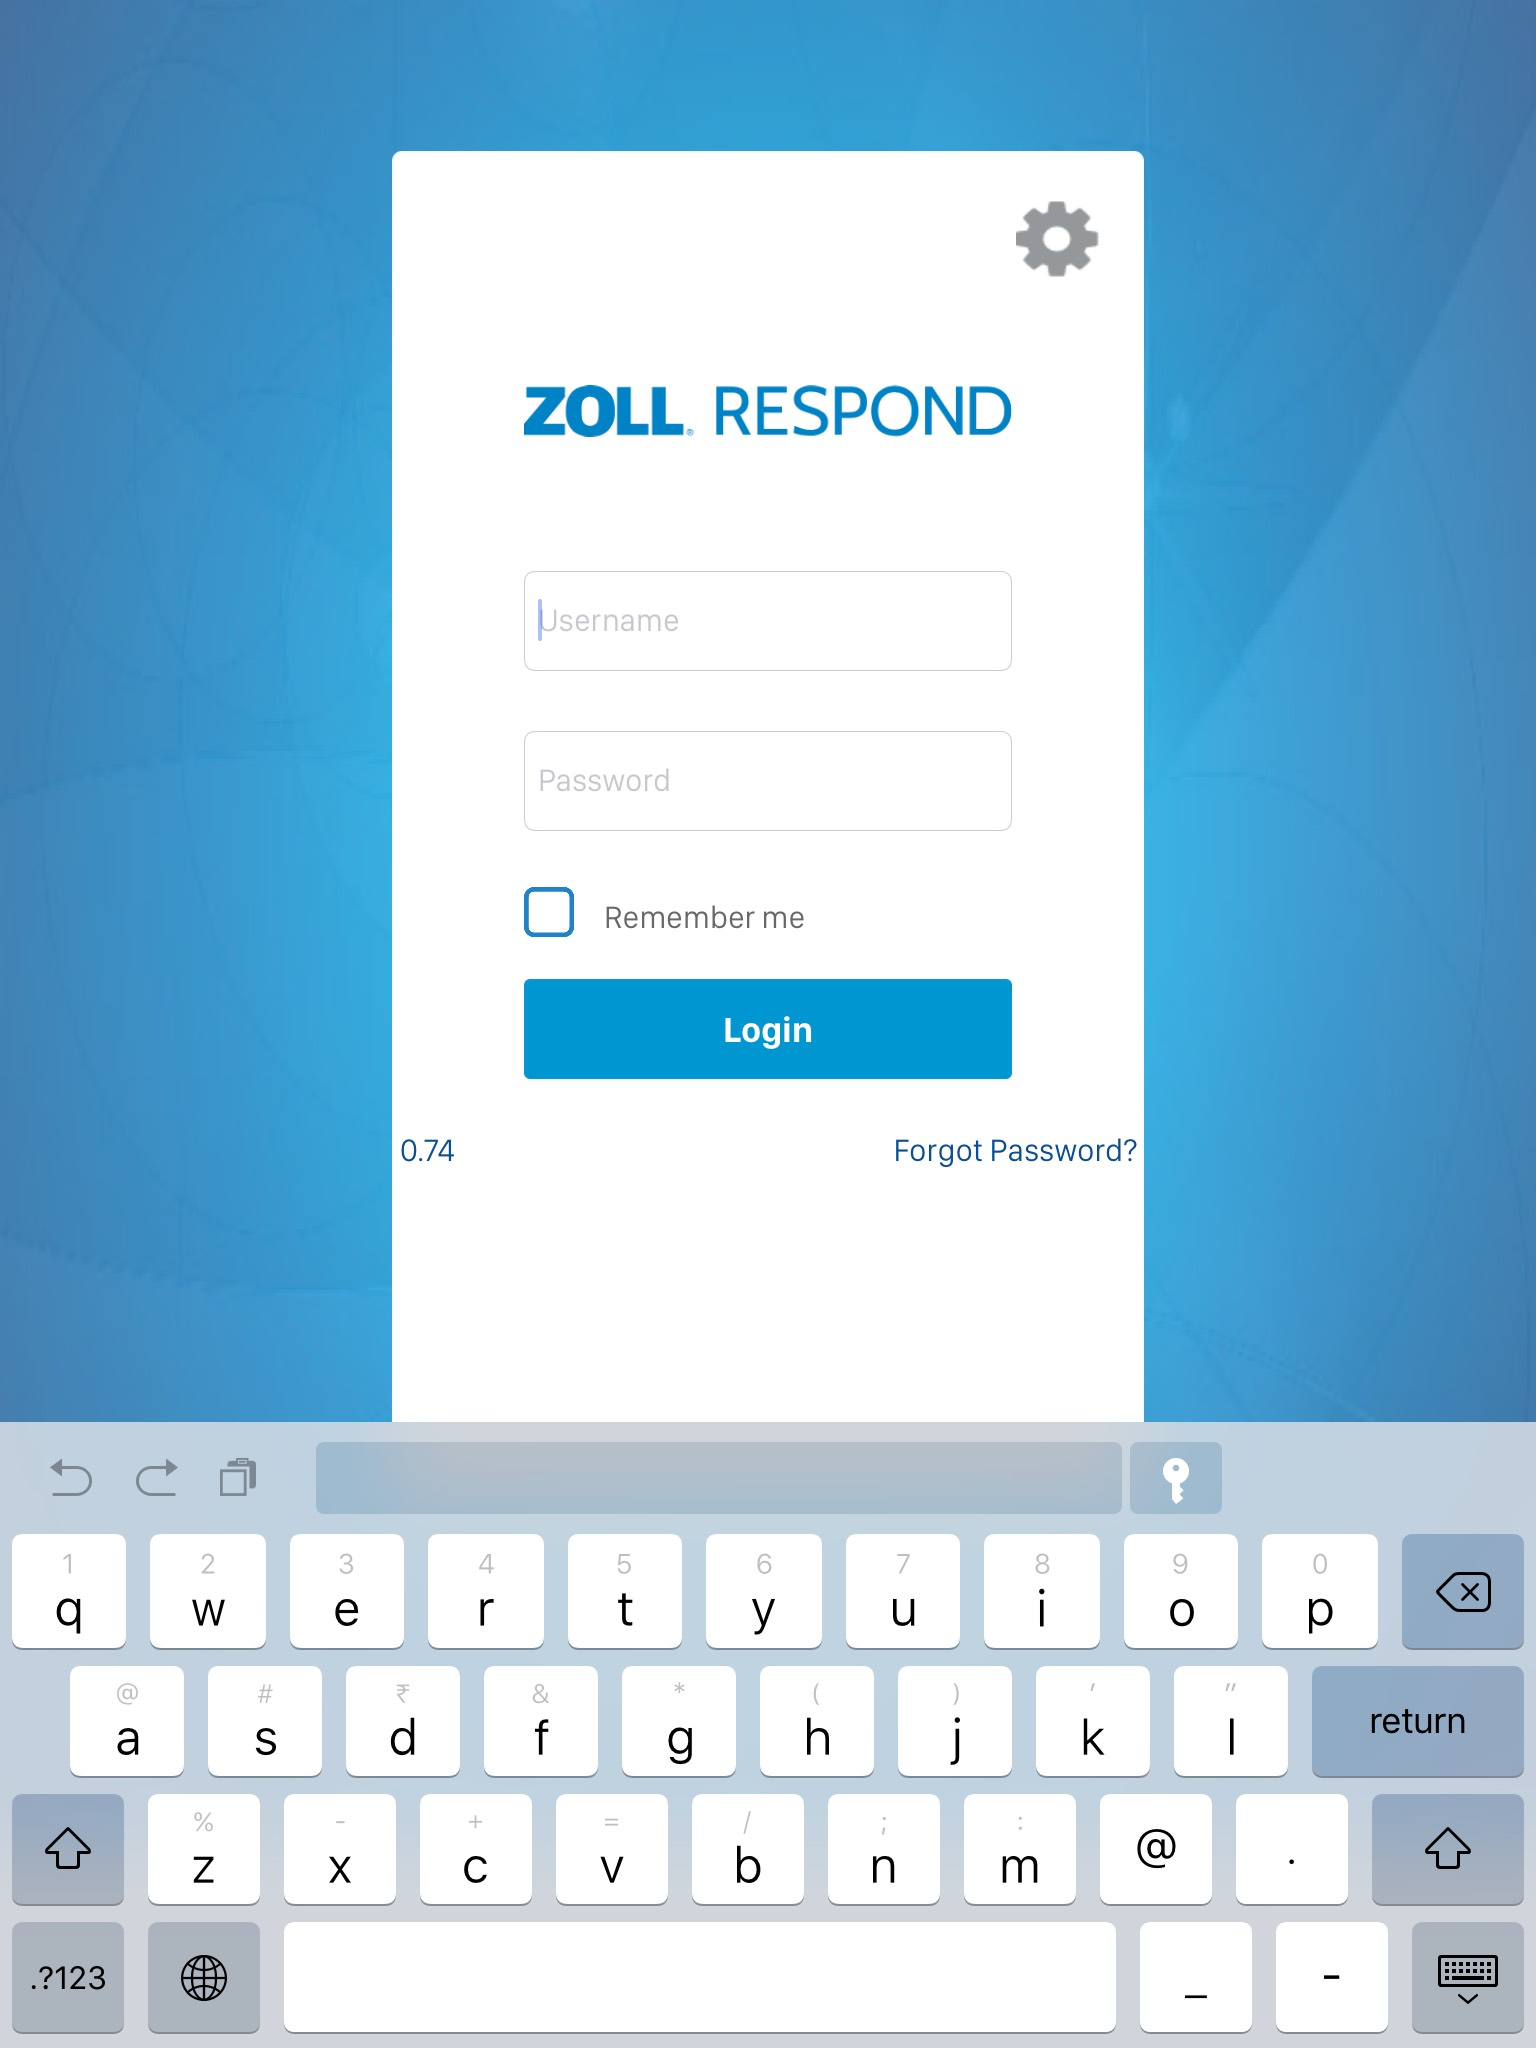 ZOLL® RESPOND
Username
Password
Remember me
Login
0.74 Forgot Password?
1 2 3 4 5 6 7 8 9 0
q w e r t y u i o p
@ # ₹ & * ( ) ' "
a s d f g h j k l return
% - + = / ; :
z x c v b n m @ .
.?123 _ -